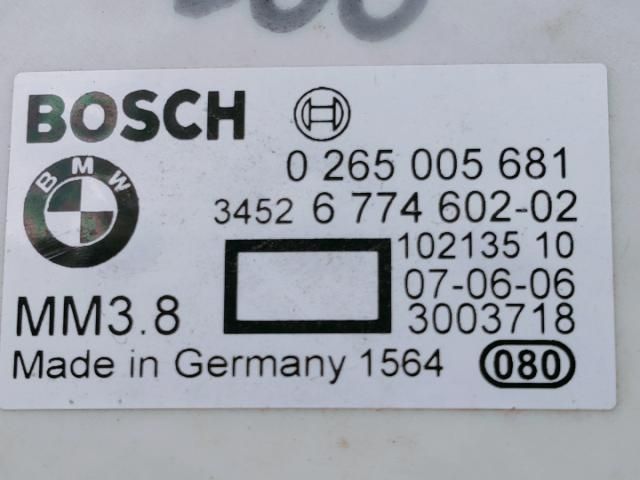 BOSCH
BMW
0 265 005 681
3452 6 774 602-02
102135 10
07-06-06
MM3.8
3003718
Made in Germany 1564
080